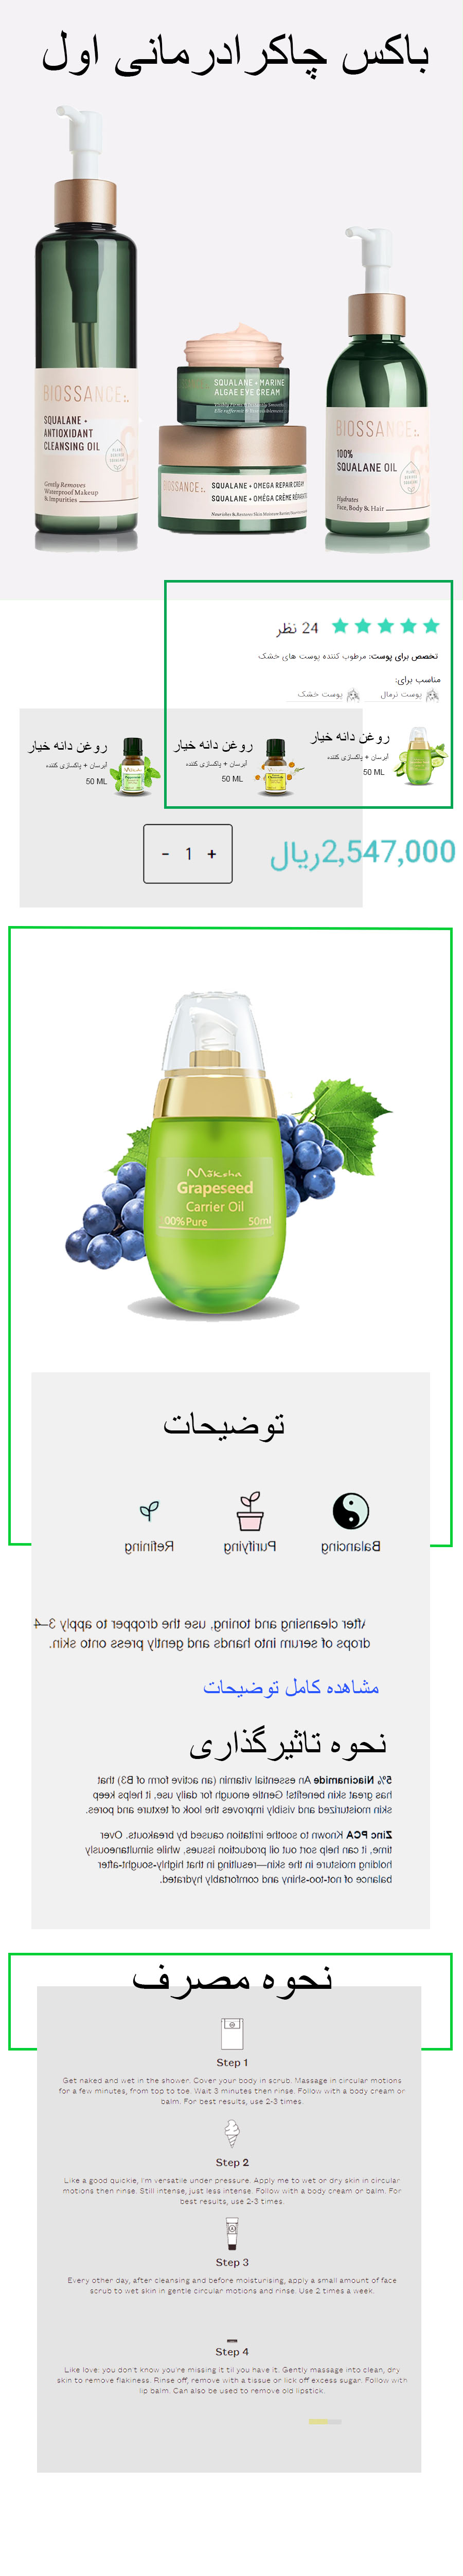 باکس چاکرادرمانی اول
BIOSSANCE:.
SQUALANE +
ANTIOXIDANT
CLEANSING OIL
Gently Removes
Waterproof Makeup
& Impurities
SQUALANE + MARINE
ALGAE EYE CREAM
BIOSSANCE:.
SQUALANE + OMEGA REPAIR CREAM
SQUALANE + OMÉGA CRÈME RÉPARATRICE
BIOSSANCE:.
100%
SQUALANE OIL
Hydrates
Face, Body & Hair
24 نظر
تخصص برای پوست: مرطوب کننده پوست های خشک
مناسب برای:
پوست نرمال
پوست خشک
روغن دانه خیار
آبرسان + پاکسازی کننده
50 ML
روغن دانه خیار
آبرسان + پاکسازی کننده
50 ML
روغن دانه خیار
آبرسان + پاکسازی کننده
50 ML
- 1 +
2,547,000ریال
Mōksha
Grapeseed
Carrier Oil
00%Pure 50ml
توضیحات
Balancing
Purifying
Refining
After cleansing and toning, use the dropper to apply 3–4
drops of serum into hands and gently press onto skin.
مشاهده کامل توضیحات
نحوه تاثیرگذاری
5% Niacinamide An essential vitamin (an active form of B3) that
has great skin benefits! Gentle enough for daily use, it helps keep
skin moisturized and visibly improves the look of texture and pores.
Zinc PCA Known to soothe irritation caused by breakouts. Over
time, it can help sort out oil production issues, while simultaneously
holding moisture in the skin—resulting in that highly-sought-after
balance of not-too-shiny and comfortably hydrated.
نحوه مصرف
Step 1
Get naked and wet in the shower. Cover your body in scrub. Massage in circular motions
for a few minutes, from top to toe. Wait 3 minutes then rinse. Follow with a body cream or
balm. For best results, use 2-3 times.
Step 2
Like a good quickie, I'm versatile under pressure. Apply me to wet or dry skin in circular
motions then rinse. Still intense, just less intense. Follow with a body cream or balm. For
best results, use 2-3 times.
Step 3
Every other day, after cleansing and before moisturising, apply a small amount of face
scrub to wet skin in gentle circular motions and rinse. Use 2 times a week.
Step 4
Like love: you don't know you're missing it til you have it. Gently massage into clean, dry
skin to remove flakiness. Rinse off, remove with a tissue or lick off excess sugar. Follow with
lip balm. Can also be used to remove old lipstick.